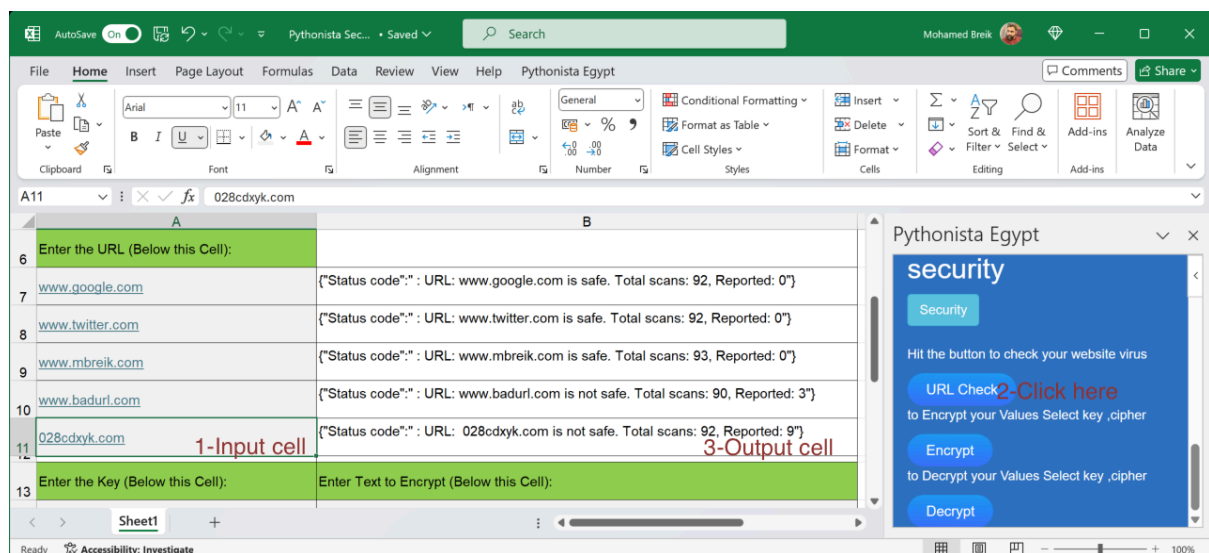 AutoSave On Pythonista Sec... • Saved Search Mohamed Breik
File Home Insert Page Layout Formulas Data Review View Help Pythonista Egypt Comments Share
Paste
Clipboard
Arial 11 A A
B I U A
Font
ab
Alignment
General
% 9
.00 .00
Number
Conditional Formatting
Format as Table
Cell Styles
Styles
Insert
Delete
Format
Cells
Sort & Filter
Find & Select
Editing
Add-ins
Add-ins
Analyze Data
A11 fx 028cdxyk.com
A B
6 Enter the URL (Below this Cell):
7 www.google.com {"Status code":" : URL: www.google.com is safe. Total scans: 92, Reported: 0"}
8 www.twitter.com {"Status code":" : URL: www.twitter.com is safe. Total scans: 92, Reported: 0"}
9 www.mbreik.com {"Status code":" : URL: www.mbreik.com is safe. Total scans: 93, Reported: 0"}
10 www.badurl.com {"Status code":" : URL: www.badurl.com is not safe. Total scans: 90, Reported: 3"}
11 028cdxyk.com {"Status code":" : URL:  028cdxyk.com is not safe. Total scans: 92, Reported: 9"}
1-Input cell 3-Output cell
12
13 Enter the Key (Below this Cell): Enter Text to Encrypt (Below this Cell):
Pythonista Egypt
security
Security
Hit the button to check your website virus
URL Check 2-Click here
to Encrypt your Values Select key ,cipher
Encrypt
to Decrypt your Values Select key ,cipher
Decrypt
Sheet1
Ready Accessibility: Investigate 100%